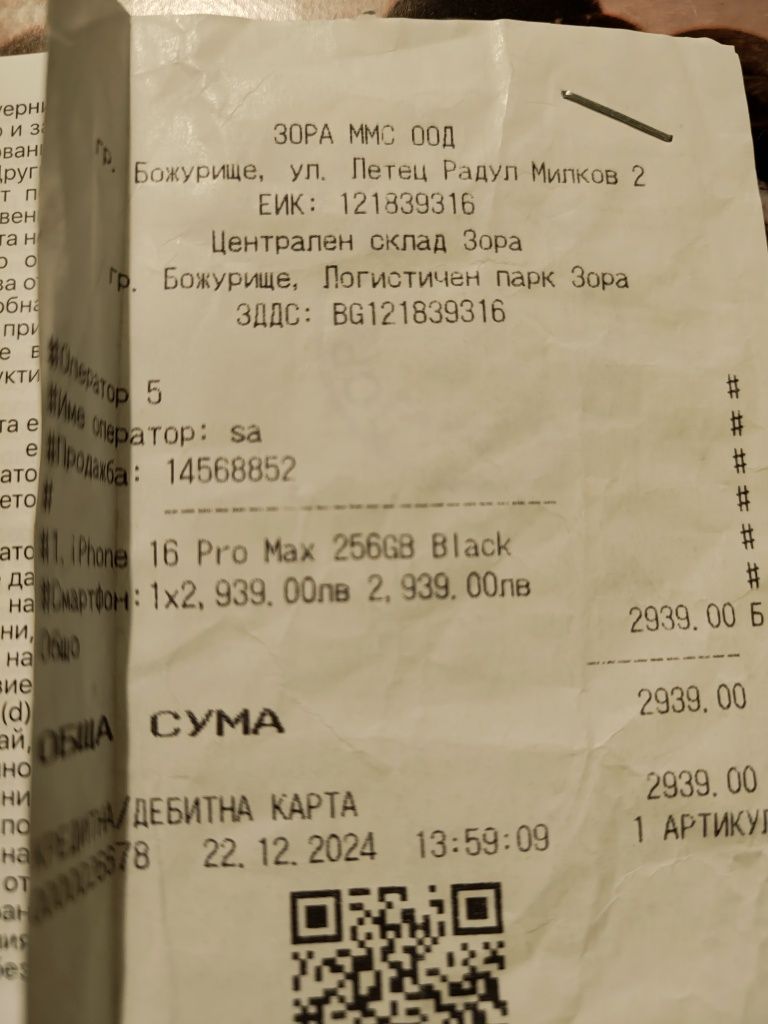 ЗОРА ММС ООД
гр. Божурище, ул. Летец Радул Милков 2
ЕИК: 121839316
Централен склад Зора
гр. Божурище, Логистичен парк Зора
ЗДДС: BG121839316
#Оператор 5 #
#Име оператор: sa #
#Продажба: 14568852 #
# #
#1. iPhone 16 Pro Max 256GB Black #
#Смартфон: 1x2,939.00лв 2,939.00лв #
Общо 2939.00 Б
ОБЩА СУМА 2939.00
КРЕДИТНА/ДЕБИТНА КАРТА 2939.00
22.12.2024 13:59:09 1 АРТИКУЛ